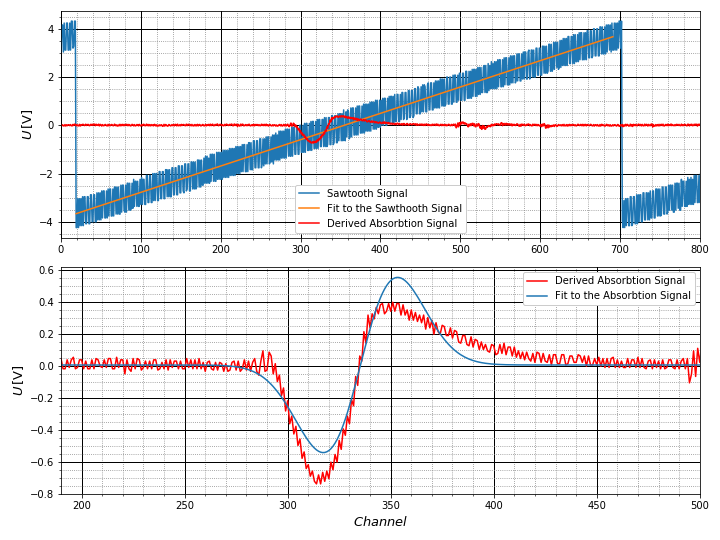 4
2
0
−2
−4
U [V]
Sawtooth Signal
Fit to the Sawthooth Signal
Derived Absorbtion Signal
0 100 200 300 400 500 600 700 800
0.6
0.4
0.2
0.0
−0.2
−0.4
−0.6
−0.8
U [V]
Derived Absorbtion Signal
Fit to the Absorbtion Signal
200 250 300 350 400 450 500
Channel